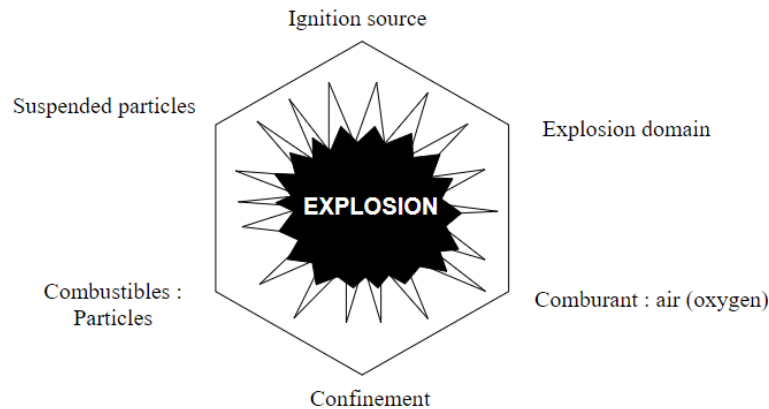 Ignition source
Suspended particles
Explosion domain
EXPLOSION
Combustibles :
Particles
Comburant : air (oxygen)
Confinement